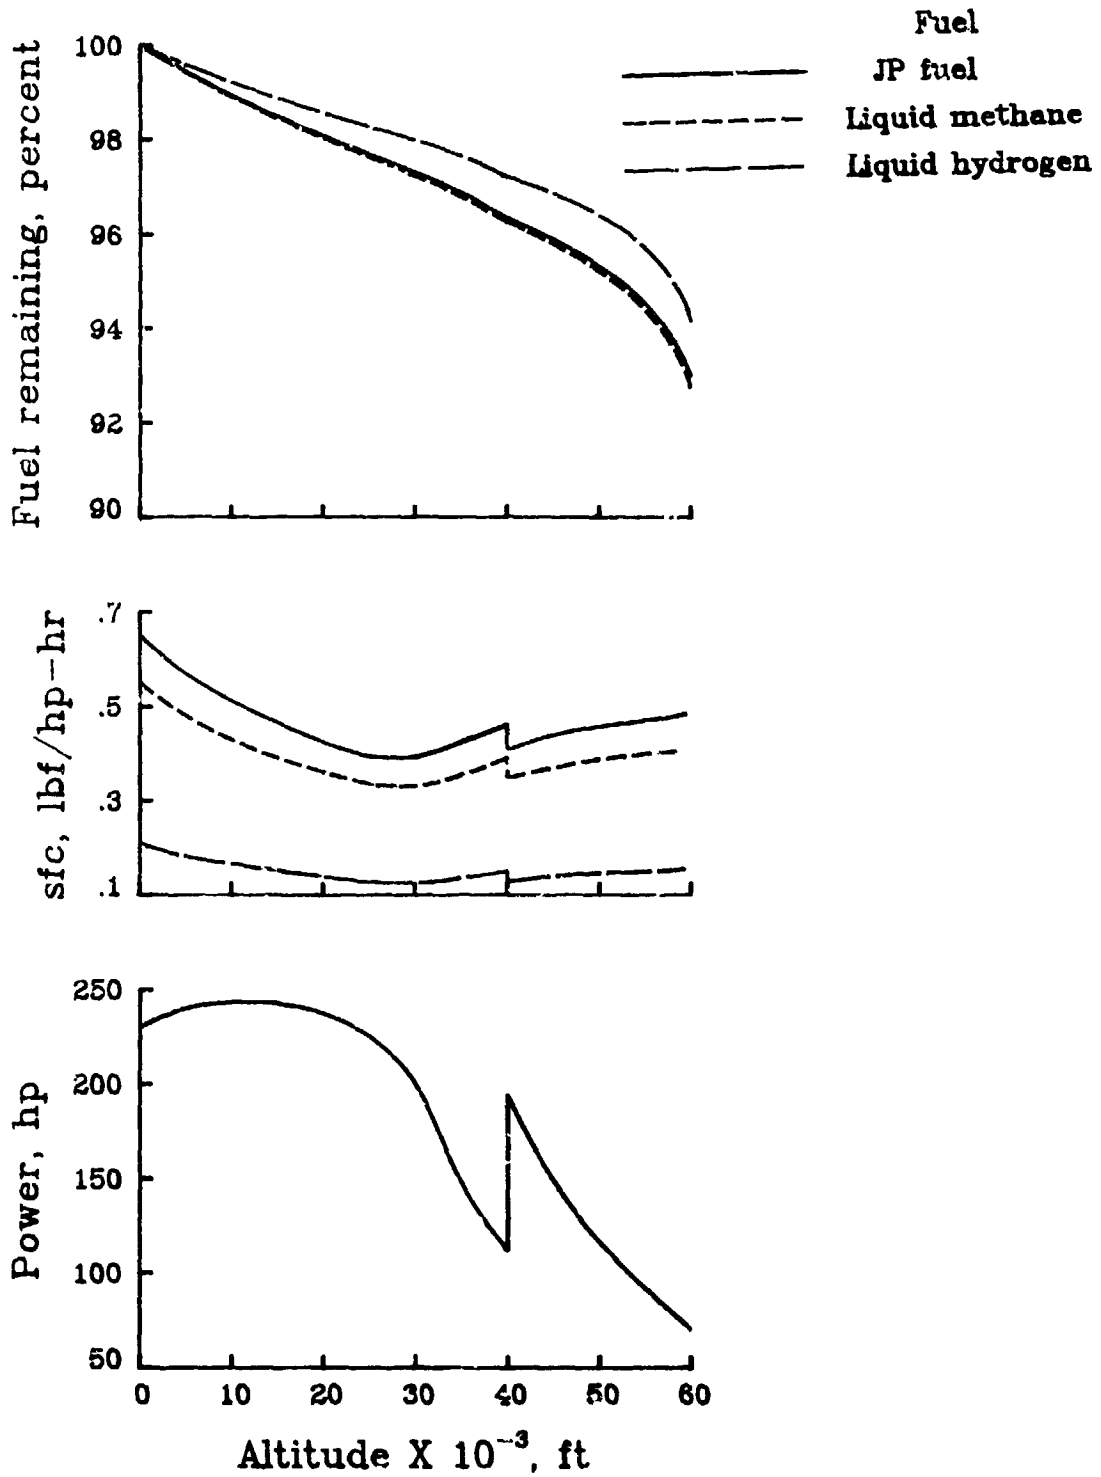 Fuel
JP fuel
Liquid methane
Liquid hydrogen
Fuel remaining, percent
100
98
96
94
92
90
sfc, lbf/hp-hr
.7
.5
.3
.1
Power, hp
250
200
150
100
50
0 10 20 30 40 50 60
Altitude X 10⁻³, ft